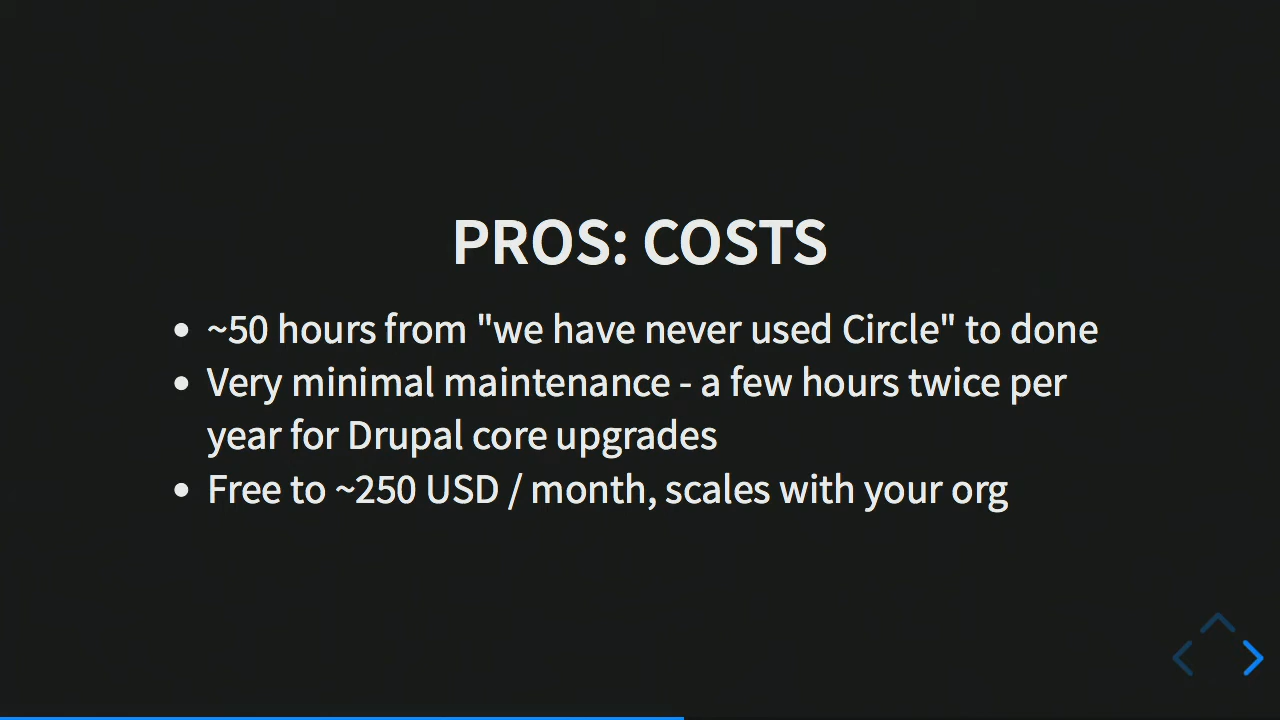 PROS: COSTS
• ~50 hours from "we have never used Circle" to done
• Very minimal maintenance - a few hours twice per
year for Drupal core upgrades
• Free to ~250 USD / month, scales with your org